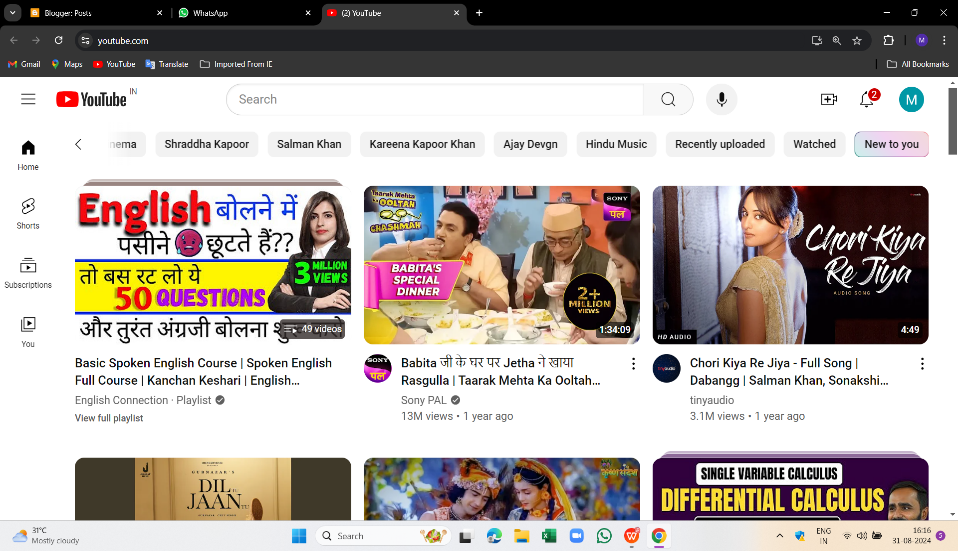 Blogger: Posts
WhatsApp
(2) YouTube
youtube.com
M
Gmail
Maps
YouTube
Translate
Imported From IE
All Bookmarks
YouTube IN
Search
2
M
nema
Shraddha Kapoor
Salman Khan
Kareena Kapoor Khan
Ajay Devgn
Hindu Music
Recently uploaded
Watched
New to you
Home
Shorts
Subscriptions
You
English बोलने में
पसीने छूटते हैं??
तो बस रट लो ये
50 QUESTIONS
3 MILLION
VIEWS
और तुरंत अंग्रजी बोलना
49 videos
Basic Spoken English Course | Spoken English
Full Course | Kanchan Keshari | English...
English Connection · Playlist
View full playlist
Taarak Mehta
Ka
OOLTAH
CHASHMAH
SONY
पल
BABITA'S
SPECIAL
DINNER
2+
MILLION
VIEWS
1:34:09
SONY
पल
Babita जी के घर पर Jetha ने खाया
Rasgulla | Taarak Mehta Ka Ooltah...
Sony PAL
13M views • 1 year ago
Chori Kiya
Re Jiya
AUDIO SONG
HD AUDIO
4:49
Chori Kiya Re Jiya - Full Song |
Dabangg | Salman Khan, Sonakshi...
tinyaudio
3.1M views • 1 year ago
GURNAZAR'S
DIL
JAAN
SINGLE VARIABLE CALCULUS
DIFFERENTIAL CALCULUS
31°C
Mostly cloudy
Search
ENG
IN
16:16
31-08-2024
5